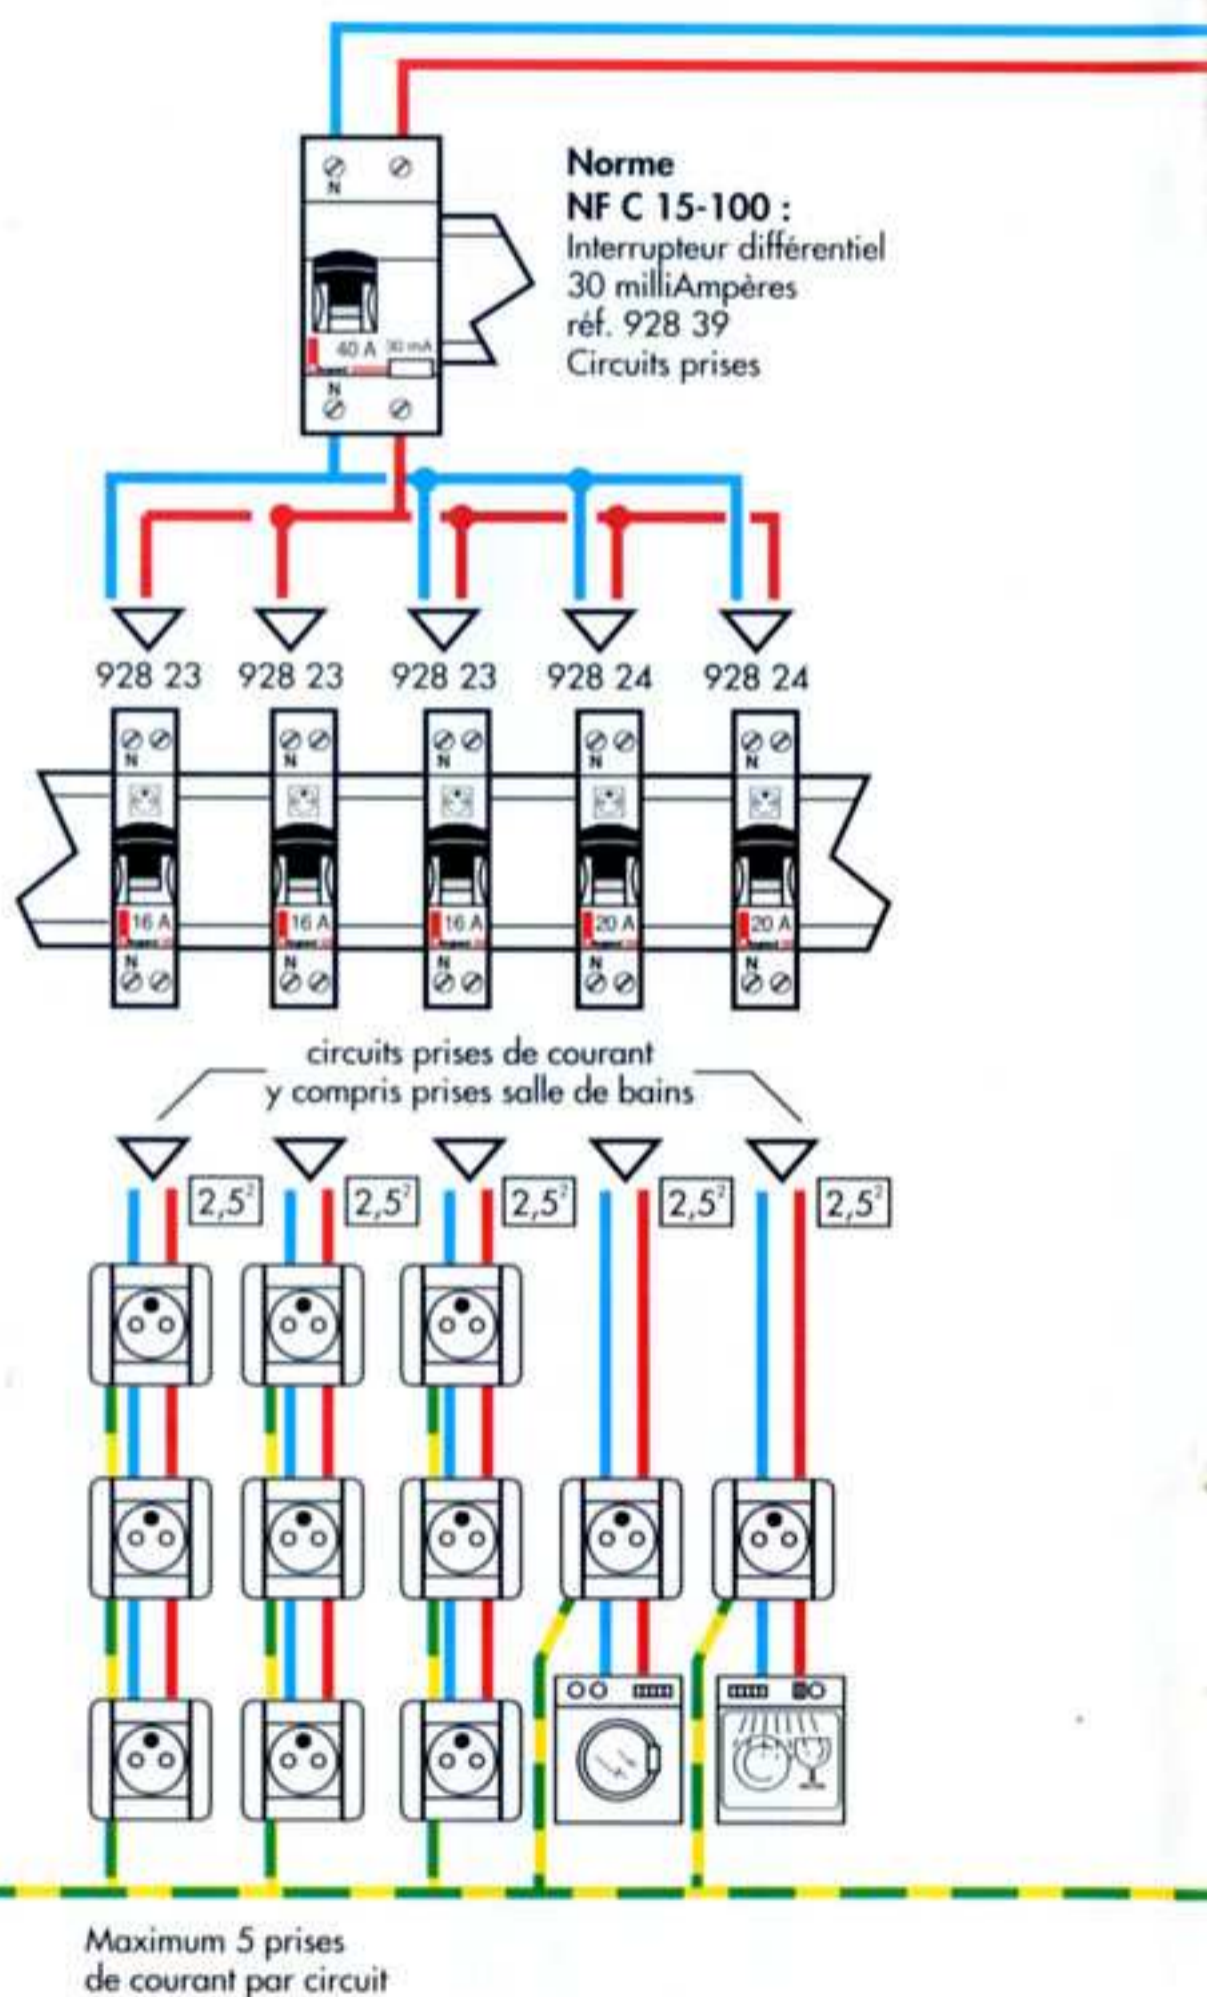 Norme
NF C 15-100 :
Interrupteur différentiel
30 milliAmpères
réf. 928 39
Circuits prises
N
40 A 30 mA
N
928 23 928 23 928 23 928 24 928 24
N N N N N
16 A 16 A 16 A 20 A 20 A
N N N N N
circuits prises de courant
y compris prises salle de bains
2,5² 2,5² 2,5² 2,5² 2,5²
Maximum 5 prises
de courant par circuit